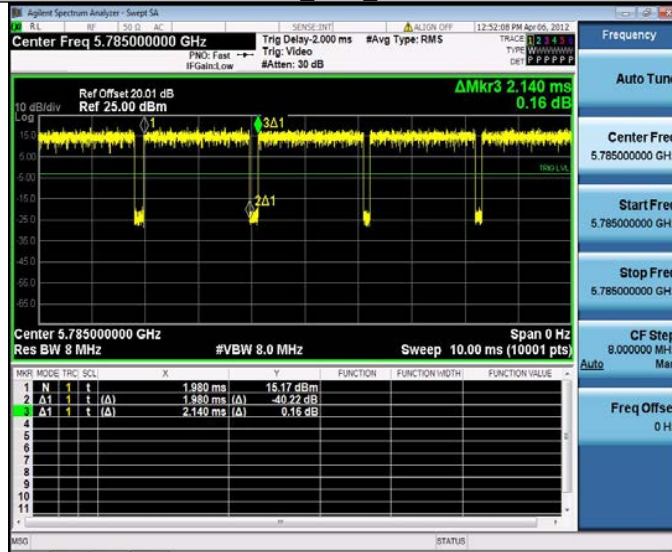 Agilent Spectrum Analyzer - Swept SA
RL RF 50 Ω AC SENSE:INT ALIGN OFF 12:52:08 PM Apr 06, 2012
Center Freq 5.785000000 GHz
PNO: Fast
IFGain:Low
Trig Delay-2.000 ms
Trig: Video
#Atten: 30 dB
#Avg Type: RMS
TRACE 1 2 3 4 5 6
TYPE WWWWWW
DET P P P P P P
Frequency
Auto Tune
Ref Offset 20.01 dB
10 dB/div Ref 25.00 dBm
ΔMkr3 2.140 ms
0.16 dB
Log
1
3Δ1
2Δ1
TRIG LVL
15.0
5.00
-5.00
-15.0
-25.0
-35.0
-45.0
-55.0
-65.0
Center Freq
5.785000000 GH
Start Freq
5.785000000 GH
Stop Freq
5.785000000 GH
Center 5.785000000 GHz Span 0 Hz
Res BW 8 MHz #VBW 8.0 MHz Sweep 10.00 ms (10001 pts)
CF Step
8.000000 MH
Auto Ma
Freq Offse
0 H
MKR MODE TRC SCL X Y FUNCTION FUNCTION WIDTH FUNCTION VALUE
1 N 1 t 1.980 ms 15.17 dBm
2 Δ1 1 t (Δ) 1.980 ms (Δ) -40.22 dB
3 Δ1 1 t (Δ) 2.140 ms (Δ) 0.16 dB
4
5
6
7
8
9
10
11
MSG STATUS